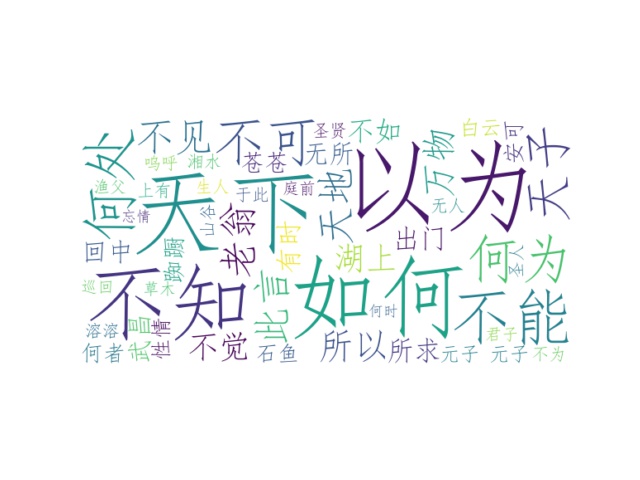 不见
不可
圣贤
不如
白云
安可
何处
呜呼
湘水
苍苍
无所
万物
天子
渔父
上有
生人
于此
庭前
天地
无人
天下
以为
忘情
山谷
老翁
有时
出门
回中
踟蹰
湖上
何为
圣人
巡回
草木
不知
此言
如何
何时
不能
溶溶
武昌
性情
君子
何者
不觉
石鱼
所以
所求
元子
元子
不为